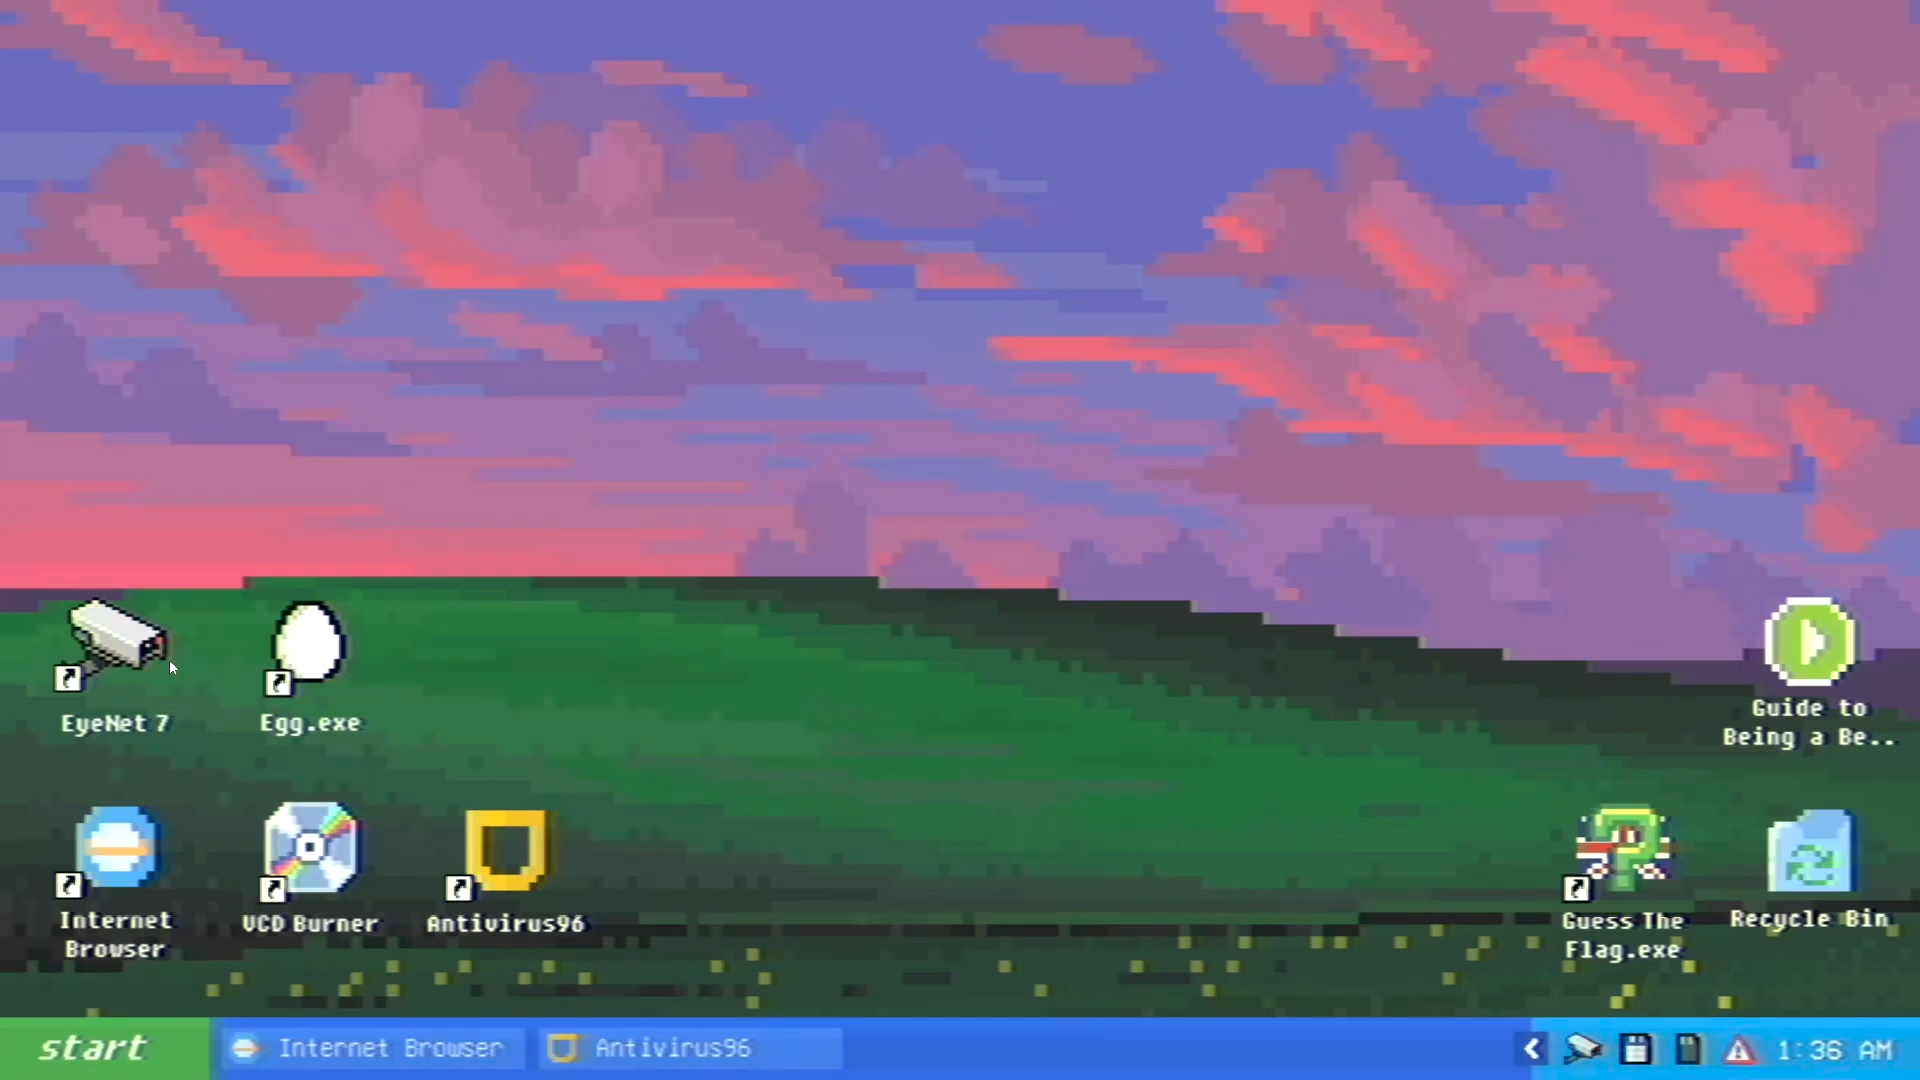 EyeNet 7
Egg.exe
Guide to
Being a Be..
Internet
Browser
VCD Burner
Antivirus96
Guess The
Flag.exe
Recycle Bin
start
Internet Browser
Antivirus96
1:36 AM